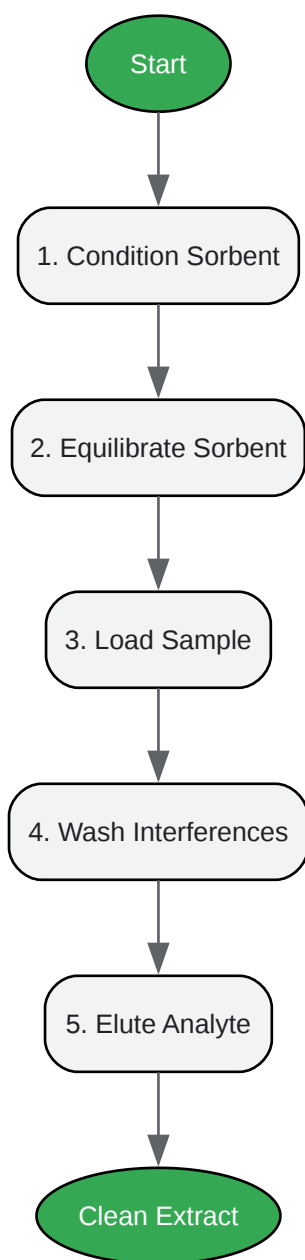 Start
1. Condition Sorbent
2. Equilibrate Sorbent
3. Load Sample
4. Wash Interferences
5. Elute Analyte
Clean Extract